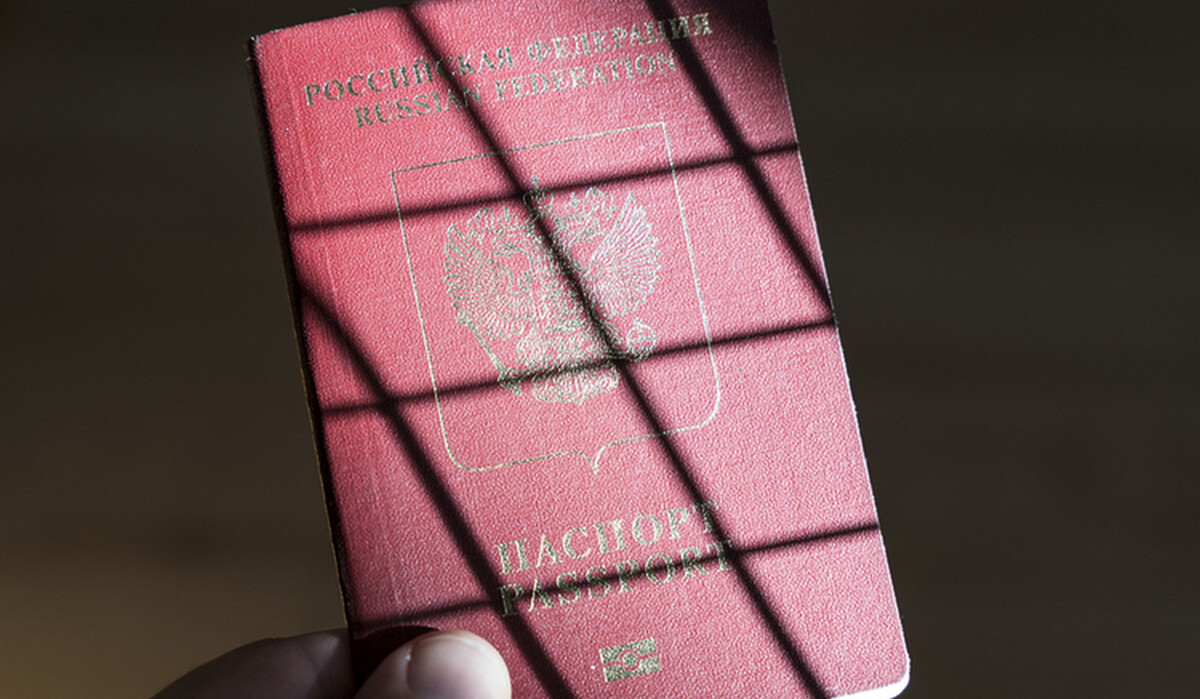 РОССИЙСКАЯ ФЕДЕРАЦИЯ
RUSSIAN FEDERATION
ПАСПОРТ
PASSPORT